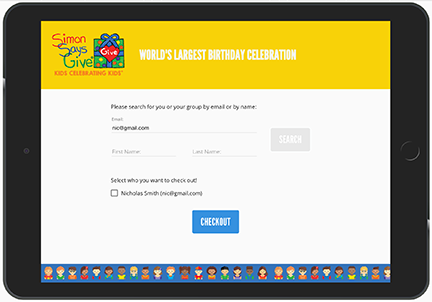 Simon
Says
Give
Give
KIDS CELEBRATING KIDS™
WORLD'S LARGEST BIRTHDAY CELEBRATION
Please search for you or your group by email or by name:
Email:
nic@gmail.com
First Name:
Last Name:
SEARCH
Select who you want to check out!
Nicholas Smith (nic@gmail.com)
CHECKOUT